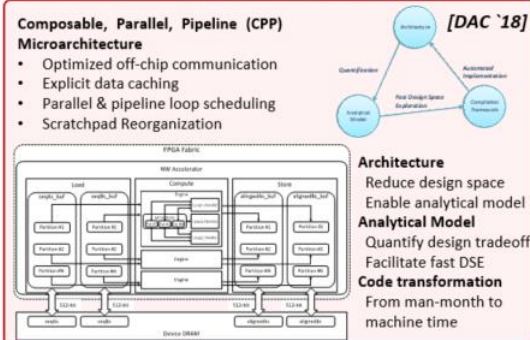 Composable, Parallel, Pipeline (CPP)
Microarchitecture
• Optimized off-chip communication
• Explicit data caching
• Parallel & pipeline loop scheduling
• Scratchpad Reorganization
[DAC `18]
Architecture
Quantification
Automated
Implementation
Fast Design Space
Exploration
Analytical
Model
Compilation
Framework
FPGA Fabric
NW Accelerator
Load
Compute
Store
Engine
Partition #1
Partition #1
Partition #1
Partition #1
Partition #2
Partition #2
Partition #2
Partition #2
Engine
Partition #N
Partition #N
Partition #N
Partition #N
Engine
512-bit
512-bit
512-bit
512-bit
Device DRAM
Architecture
Reduce design space
Enable analytical model
Analytical Model
Quantify design tradeoff
Facilitate fast DSE
Code transformation
From man-month to
machine time